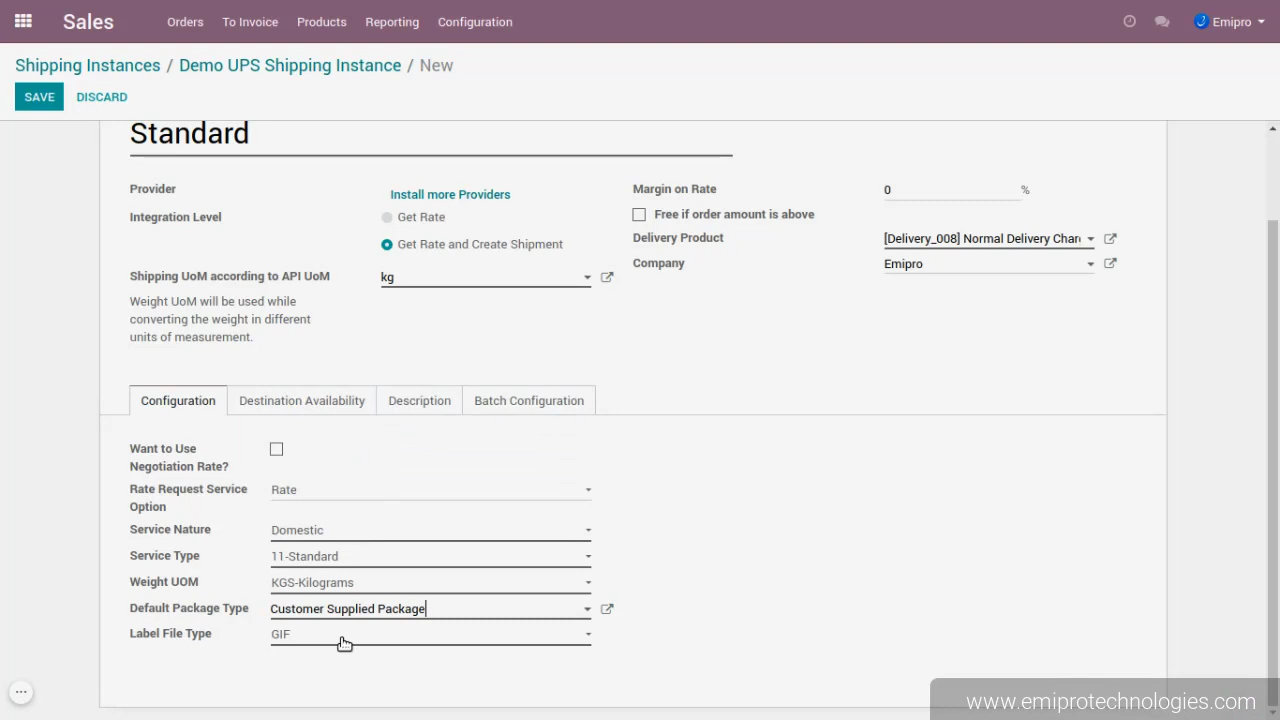 Sales Orders To Invoice Products Reporting Configuration Emipro
Shipping Instances / Demo UPS Shipping Instance / New
SAVE DISCARD
Standard
Provider Install more Providers
Integration Level Get Rate
Get Rate and Create Shipment
Shipping UoM according to API UoM kg
Weight UoM will be used while
converting the weight in different
units of measurement.
Margin on Rate 0 %
Free if order amount is above
Delivery Product [Delivery_008] Normal Delivery Char
Company Emipro
Configuration Destination Availability Description Batch Configuration
Want to Use
Negotiation Rate?
Rate Request Service
Option Rate
Service Nature Domestic
Service Type 11-Standard
Weight UOM KGS-Kilograms
Default Package Type Customer Supplied Package
Label File Type GIF
www.emiprotechnologies.com